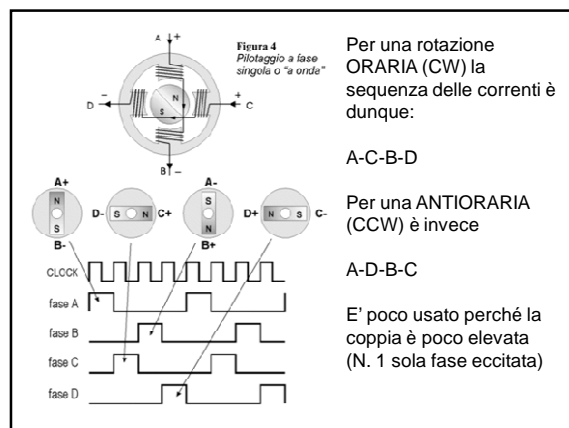 A +
Figura 4
Pilotaggio a fase
singola o "a onda"
N
S
– D
+ C
B –
A+
N
S
B-
D-
S N
C+
A-
S
N
B+
D+
N S
C-
CLOCK
fase A
fase B
fase C
fase D
Per una rotazione
ORARIA (CW) la
sequenza delle correnti è
dunque:
A-C-B-D
Per una ANTIORARIA
(CCW) è invece
A-D-B-C
E' poco usato perché la
coppia è poco elevata
(N. 1 sola fase eccitata)